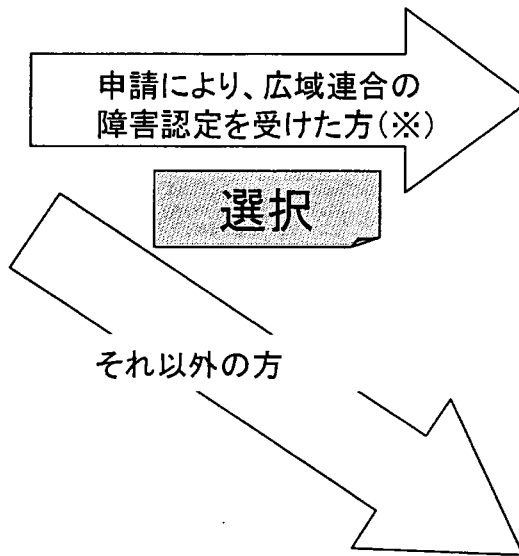 申請により、広域連合の
障害認定を受けた方(※)
選択
それ以外の方